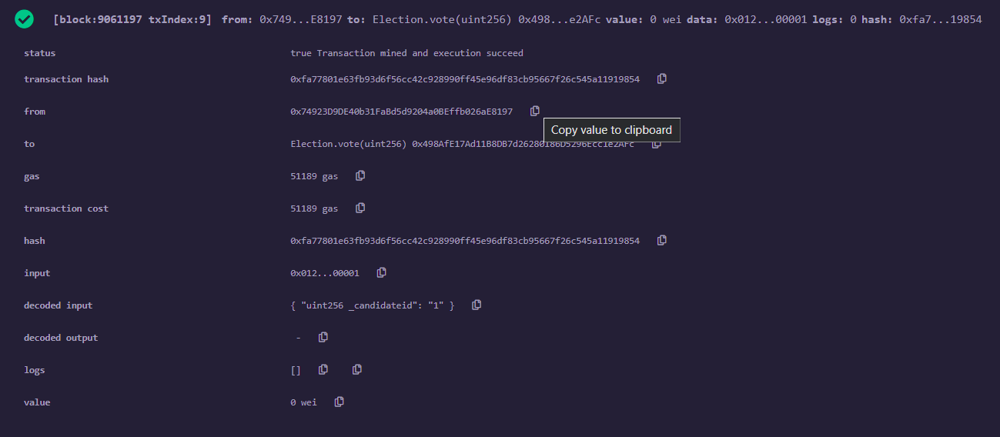 [block:9061197 txIndex:9] from: 0x749...E8197 to: Election.vote(uint256) 0x498...e2AFc value: 0 wei data: 0x012...00001 logs: 0 hash: 0xfa7...19854
status true Transaction mined and execution succeed
transaction hash 0xfa77801e63fb93d6f56cc42c928990ff45e96df83cb95667f26c545a11919854
from 0x74923D9DE40b31FaBd5d9204a0BEffb026aE8197
Copy value to clipboard
to Election.vote(uint256)
gas 51189 gas
transaction cost 51189 gas
hash 0xfa77801e63fb93d6f56cc42c928990ff45e96df83cb95667f26c545a11919854
input 0x012...00001
decoded input { "uint256 _candidateid": "1" }
decoded output -
logs []
value 0 wei